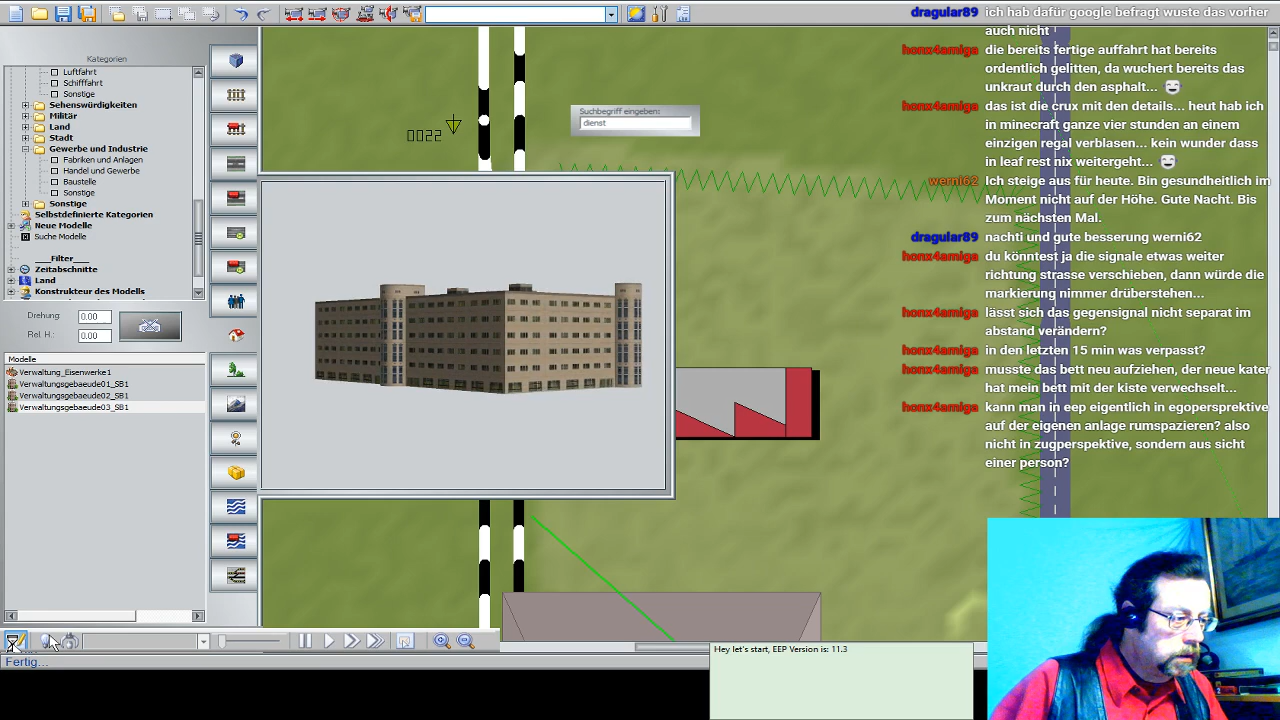 Kategorien
Luftfahrt
Schifffahrt
Sonstige
Sehenswürdigkeiten
Militär
Land
Stadt
Gewerbe und Industrie
Fabriken und Anlagen
Handel und Gewerbe
Baustelle
Sonstige
Sonstige
Selbstdefinierte Kategorien
Neue Modelle
Suche Modelle
___Filter___
Zeitabschnitte
Land
Konstrukteur des Modells
Drehung:
0.00
Rel H.:
0.00
Modelle
Verwaltung_Eisenwerke1
Verwaltungsgebaeude01_SB1
Verwaltungsgebaeude02_SB1
Verwaltungsgebaeude03_SB1
Fertig...
0022
Suchbegriff eingeben:
dienst
Hey let's start, EEP Version is: 11.3
dragular89 ich hab dafür google befragt wuste das vorher
auch nicht
honx4amiga die bereits fertige auffahrt hat bereits
ordentlich gelitten, da wuchert bereits das
unkraut durch den asphalt...
honx4amiga das ist die crux mit den details... heut hab ich
in minecraft ganze vier stunden an einem
einzigen regal verblasen... kein wunder dass
in leaf rest nix weitergeht...
werni62 Ich steige aus für heute. Bin gesundheitlich im
Moment nicht auf der Höhe. Gute Nacht. Bis
zum nächsten Mal.
dragular89 nachti und gute besserung werni62
honx4amiga du könntest ja die signale etwas weiter
richtung strasse verschieben, dann würde die
markierung nimmer drüberstehen...
honx4amiga lässt sich das gegensignal nicht separat im
abstand verändern?
honx4amiga in den letzten 15 min was verpasst?
honx4amiga musste das bett neu aufziehen, der neue kater
hat mein bett mit der kiste verwechselt...
honx4amiga kann man in eep eigentlich in egopersprektive
auf der eigenen anlage rumspazieren? also
nicht in zugperspektive, sondern aus sicht
einer person?